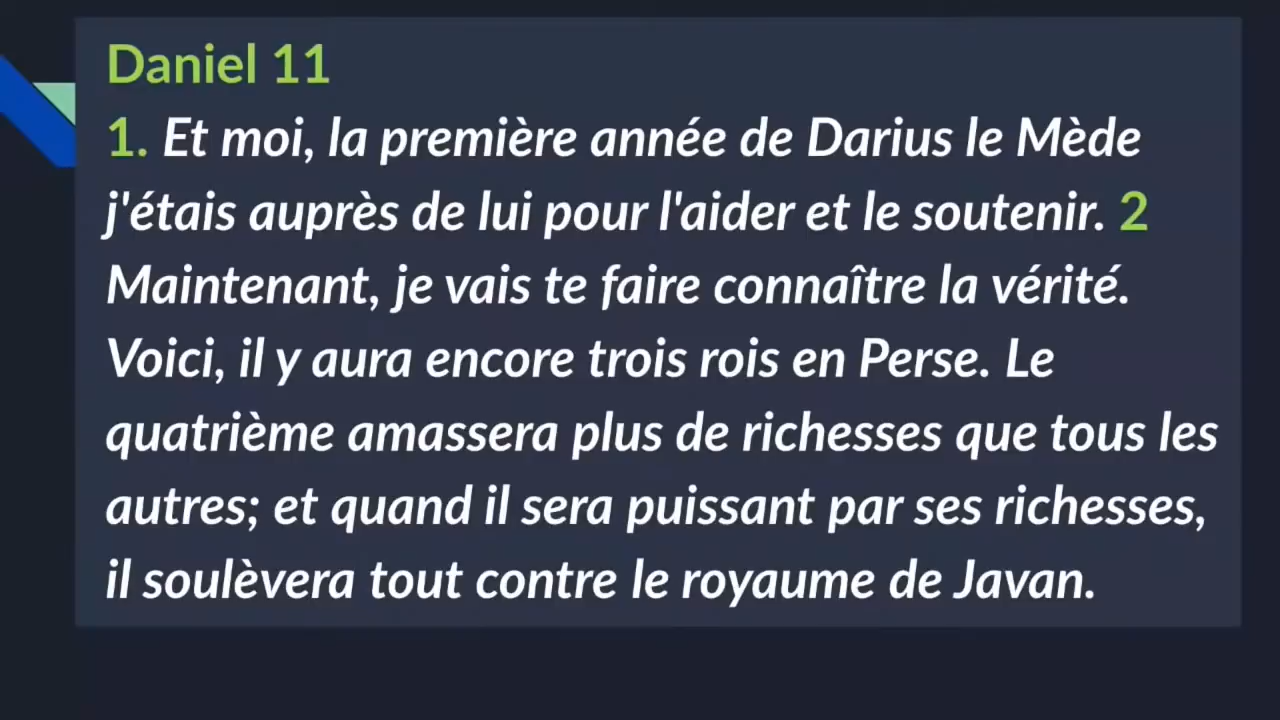 Daniel 11
1. Et moi, la première année de Darius le Mède
j'étais auprès de lui pour l'aider et le soutenir. 2
Maintenant, je vais te faire connaître la vérité.
Voici, il y aura encore trois rois en Perse. Le
quatrième amassera plus de richesses que tous les
autres; et quand il sera puissant par ses richesses,
il soulèvera tout contre le royaume de Javan.